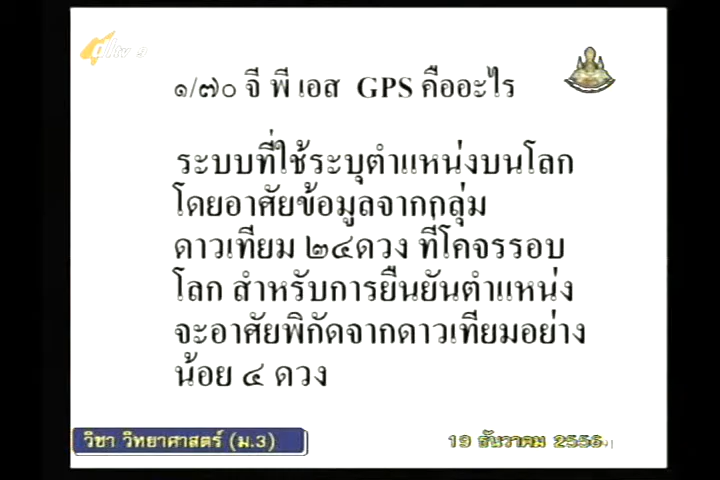 ๑/๗๐ จี พี เอส GPS คืออะไร
ระบบที่ใช้ระบุตำแหน่งบนโลก
โดยอาศัยข้อมูลจากกลุ่ม
ดาวเทียม ๒๔ดวง ที่โคจรรอบ
โลก สำหรับการยืนยันตำแหน่ง
จะอาศัยพิกัดจากดาวเทียมอย่าง
น้อย ๔ ดวง
วิชา วิทยาศาสตร์ (ม.3)
19 ธันวาคม 2556